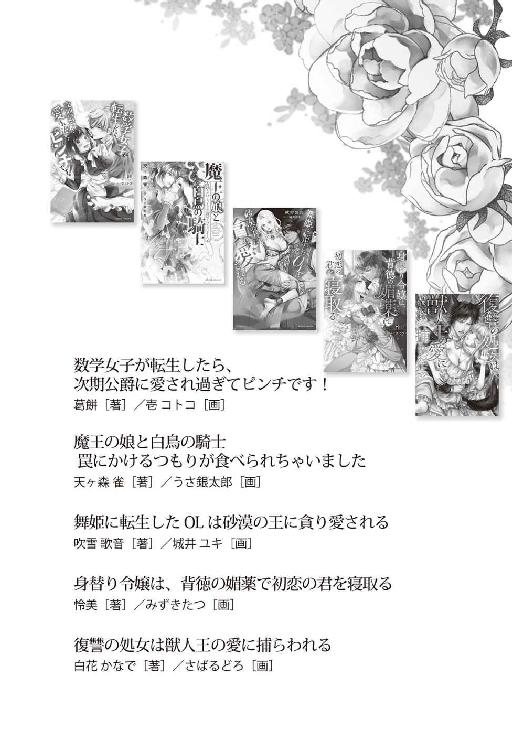 数学女子が転生したら、
次期公爵に愛され過ぎてピンチです！
葛餅［著］／壱 コトコ［画］
魔王の娘と白鳥の騎士
罠にかけるつもりが食べられちゃいました
天ヶ森 雀［著］／うさ銀太郎［画］
舞姫に転生した OL は砂漠の王に貪り愛される
吹雪 歌音［著］／城井 ユキ［画］
身替り令嬢は、背徳の媚薬で初恋の君を寝取る
怜美［著］／みずきたつ［画］
復讐の処女は獣人王の愛に捕らわれる
白花 かなで［著］／さばるどろ［画］